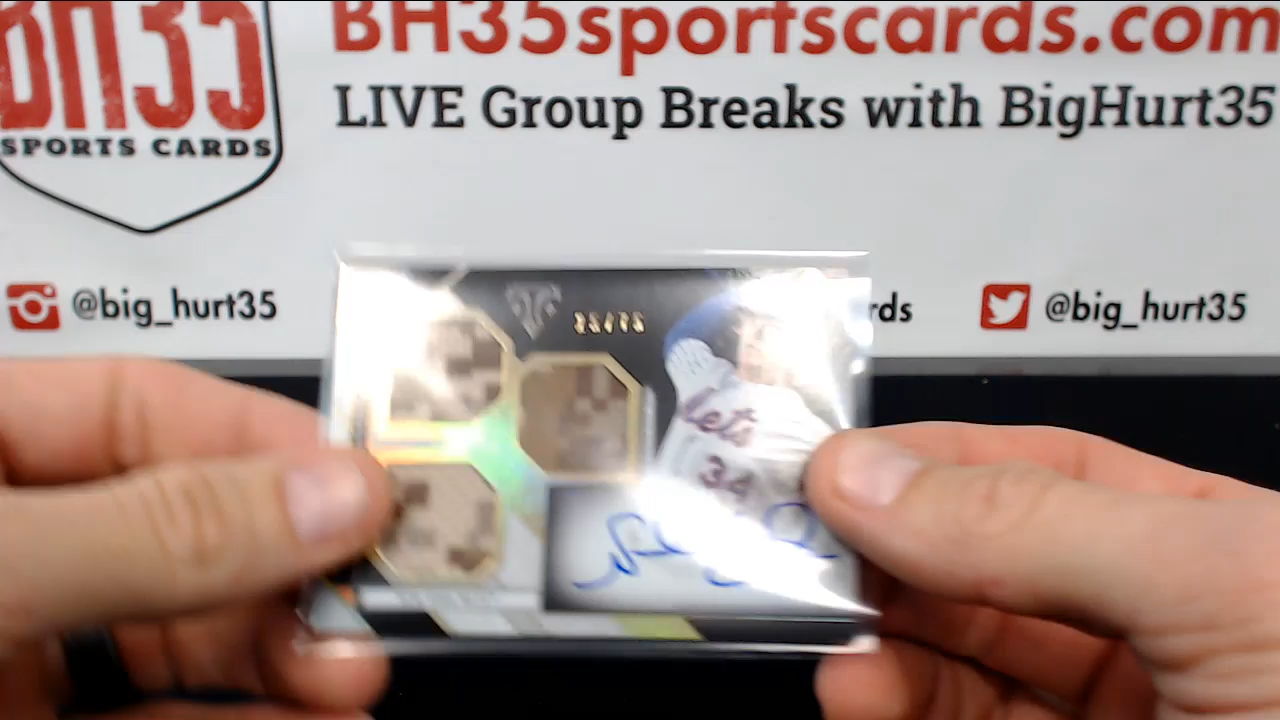 BH35
SPORTS CARDS
BH35sportscards.com
LIVE Group Breaks with BigHurt35
@big_hurt35
rds
@big_hurt35
Mets
34